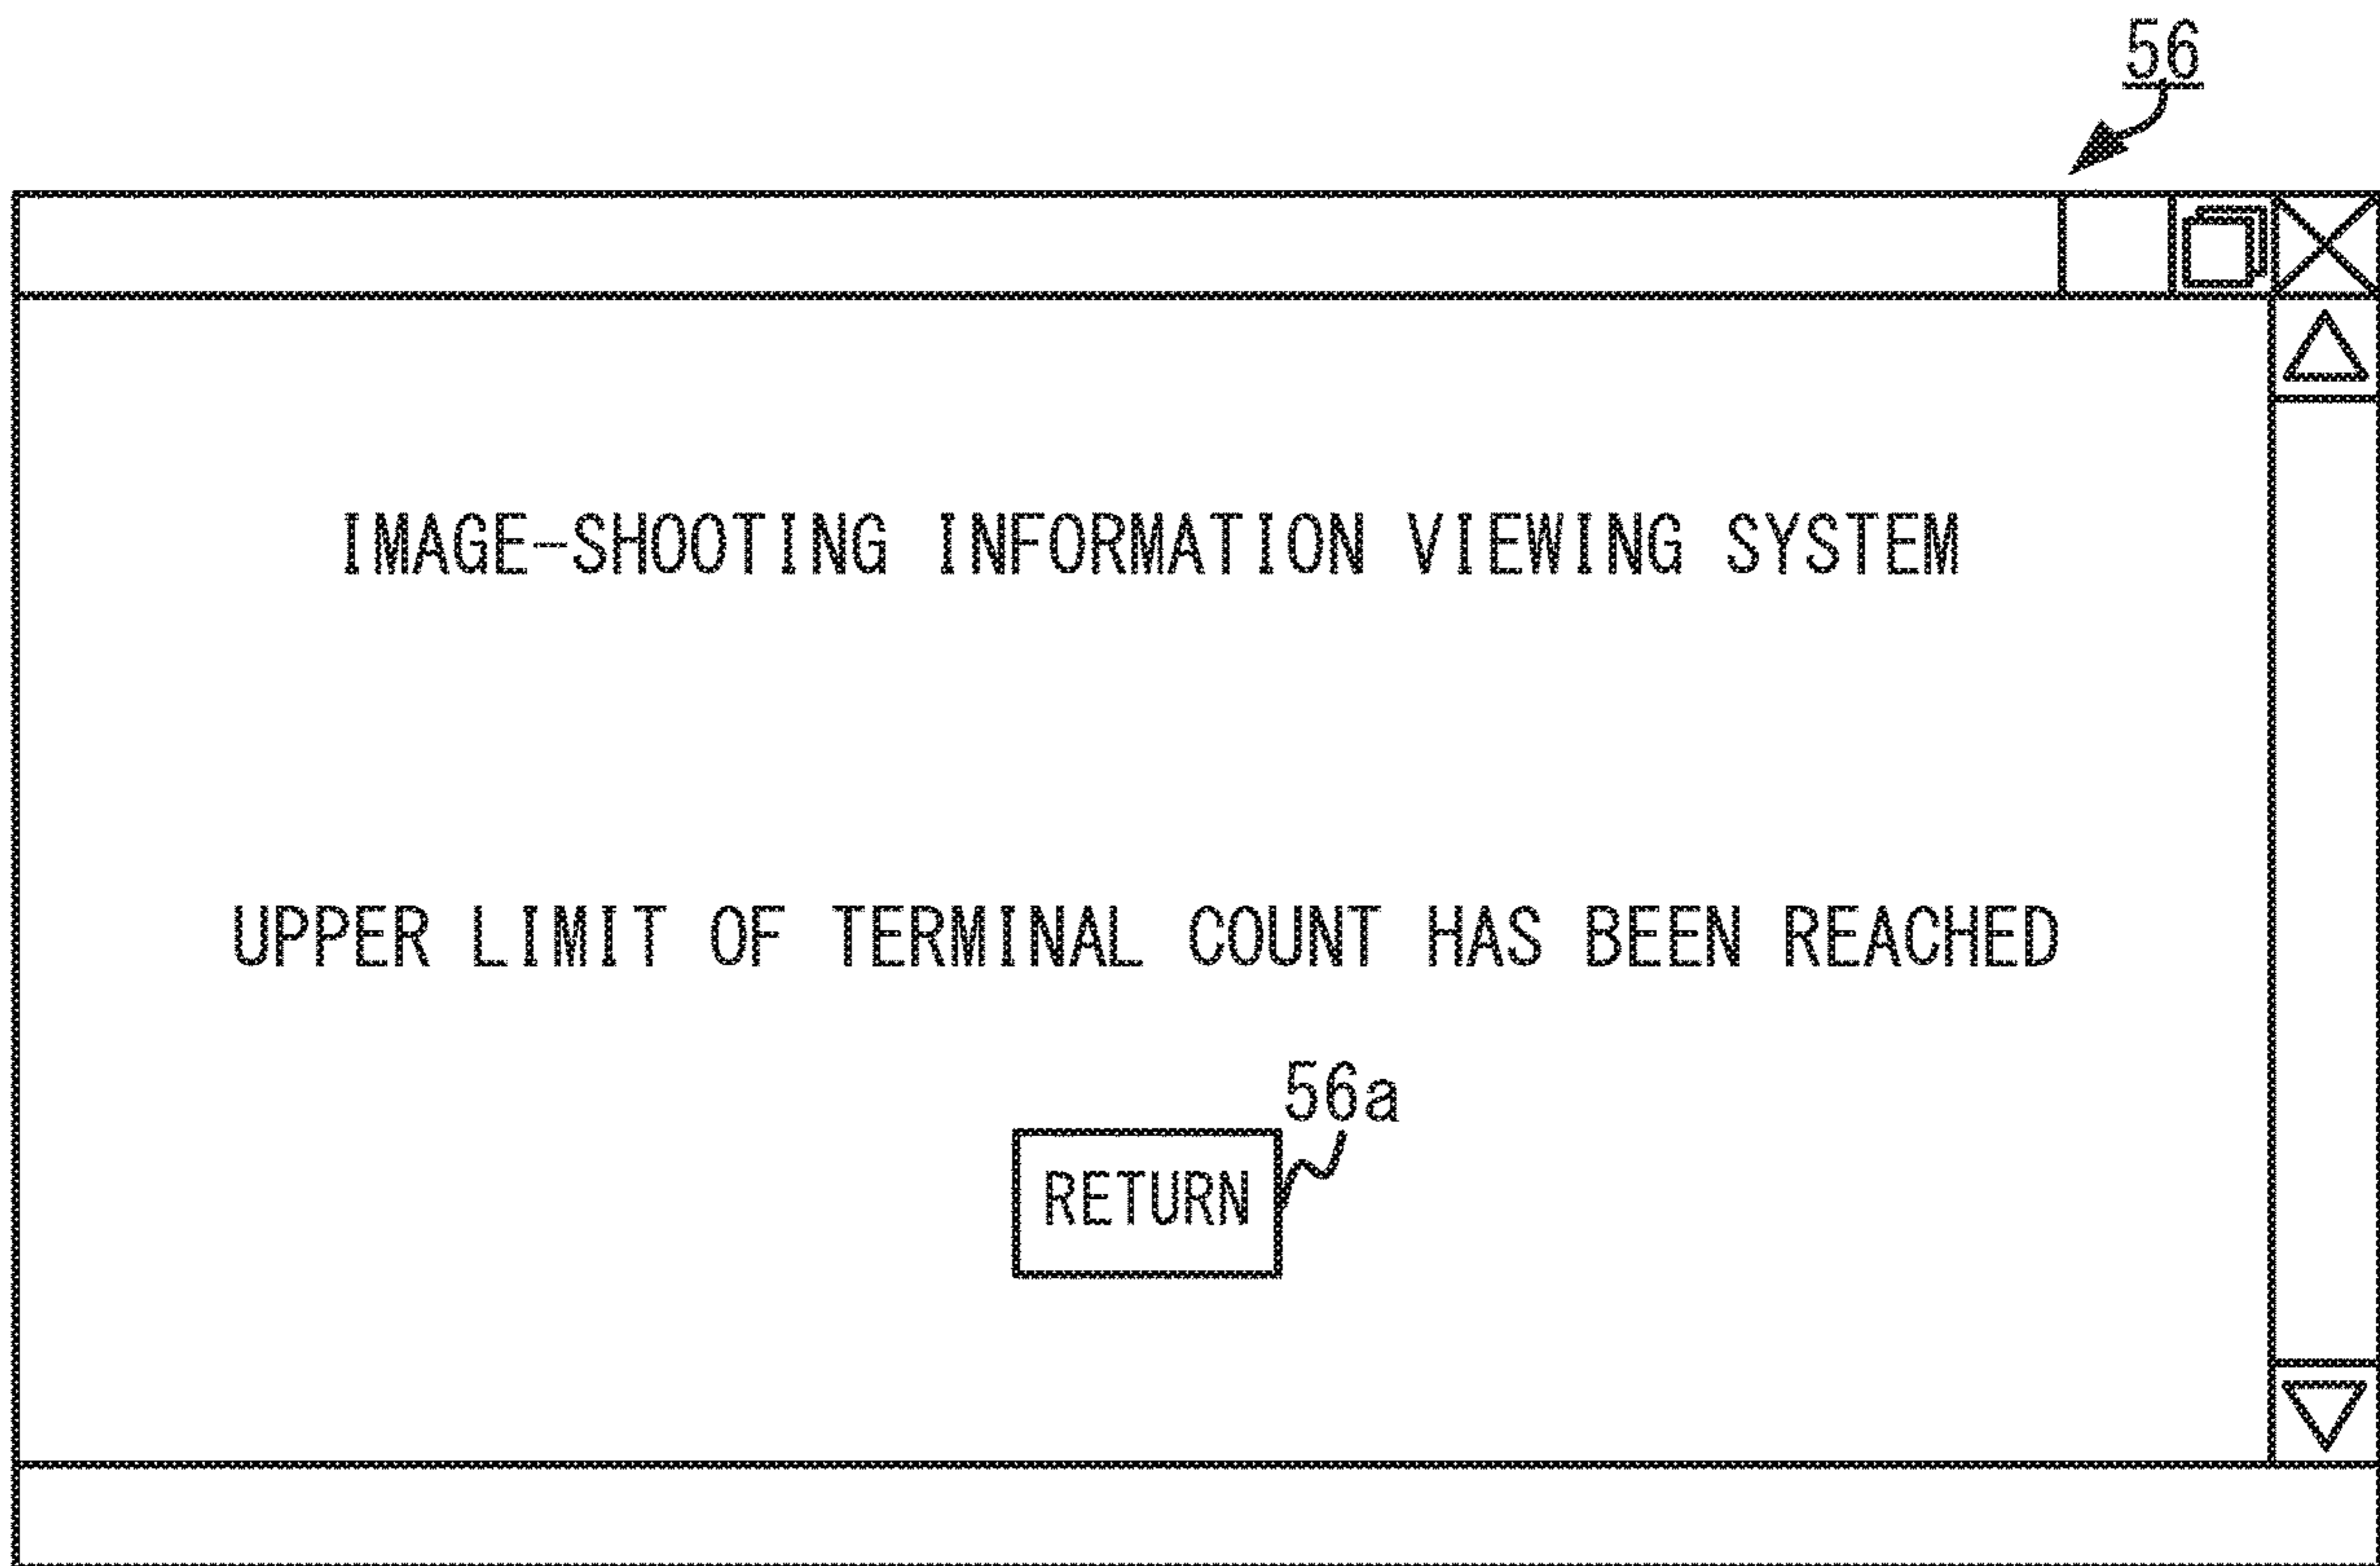 56
IMAGE-SHOOTING INFORMATION VIEWING SYSTEM
UPPER LIMIT OF TERMINAL COUNT HAS BEEN REACHED
56a
RETURN